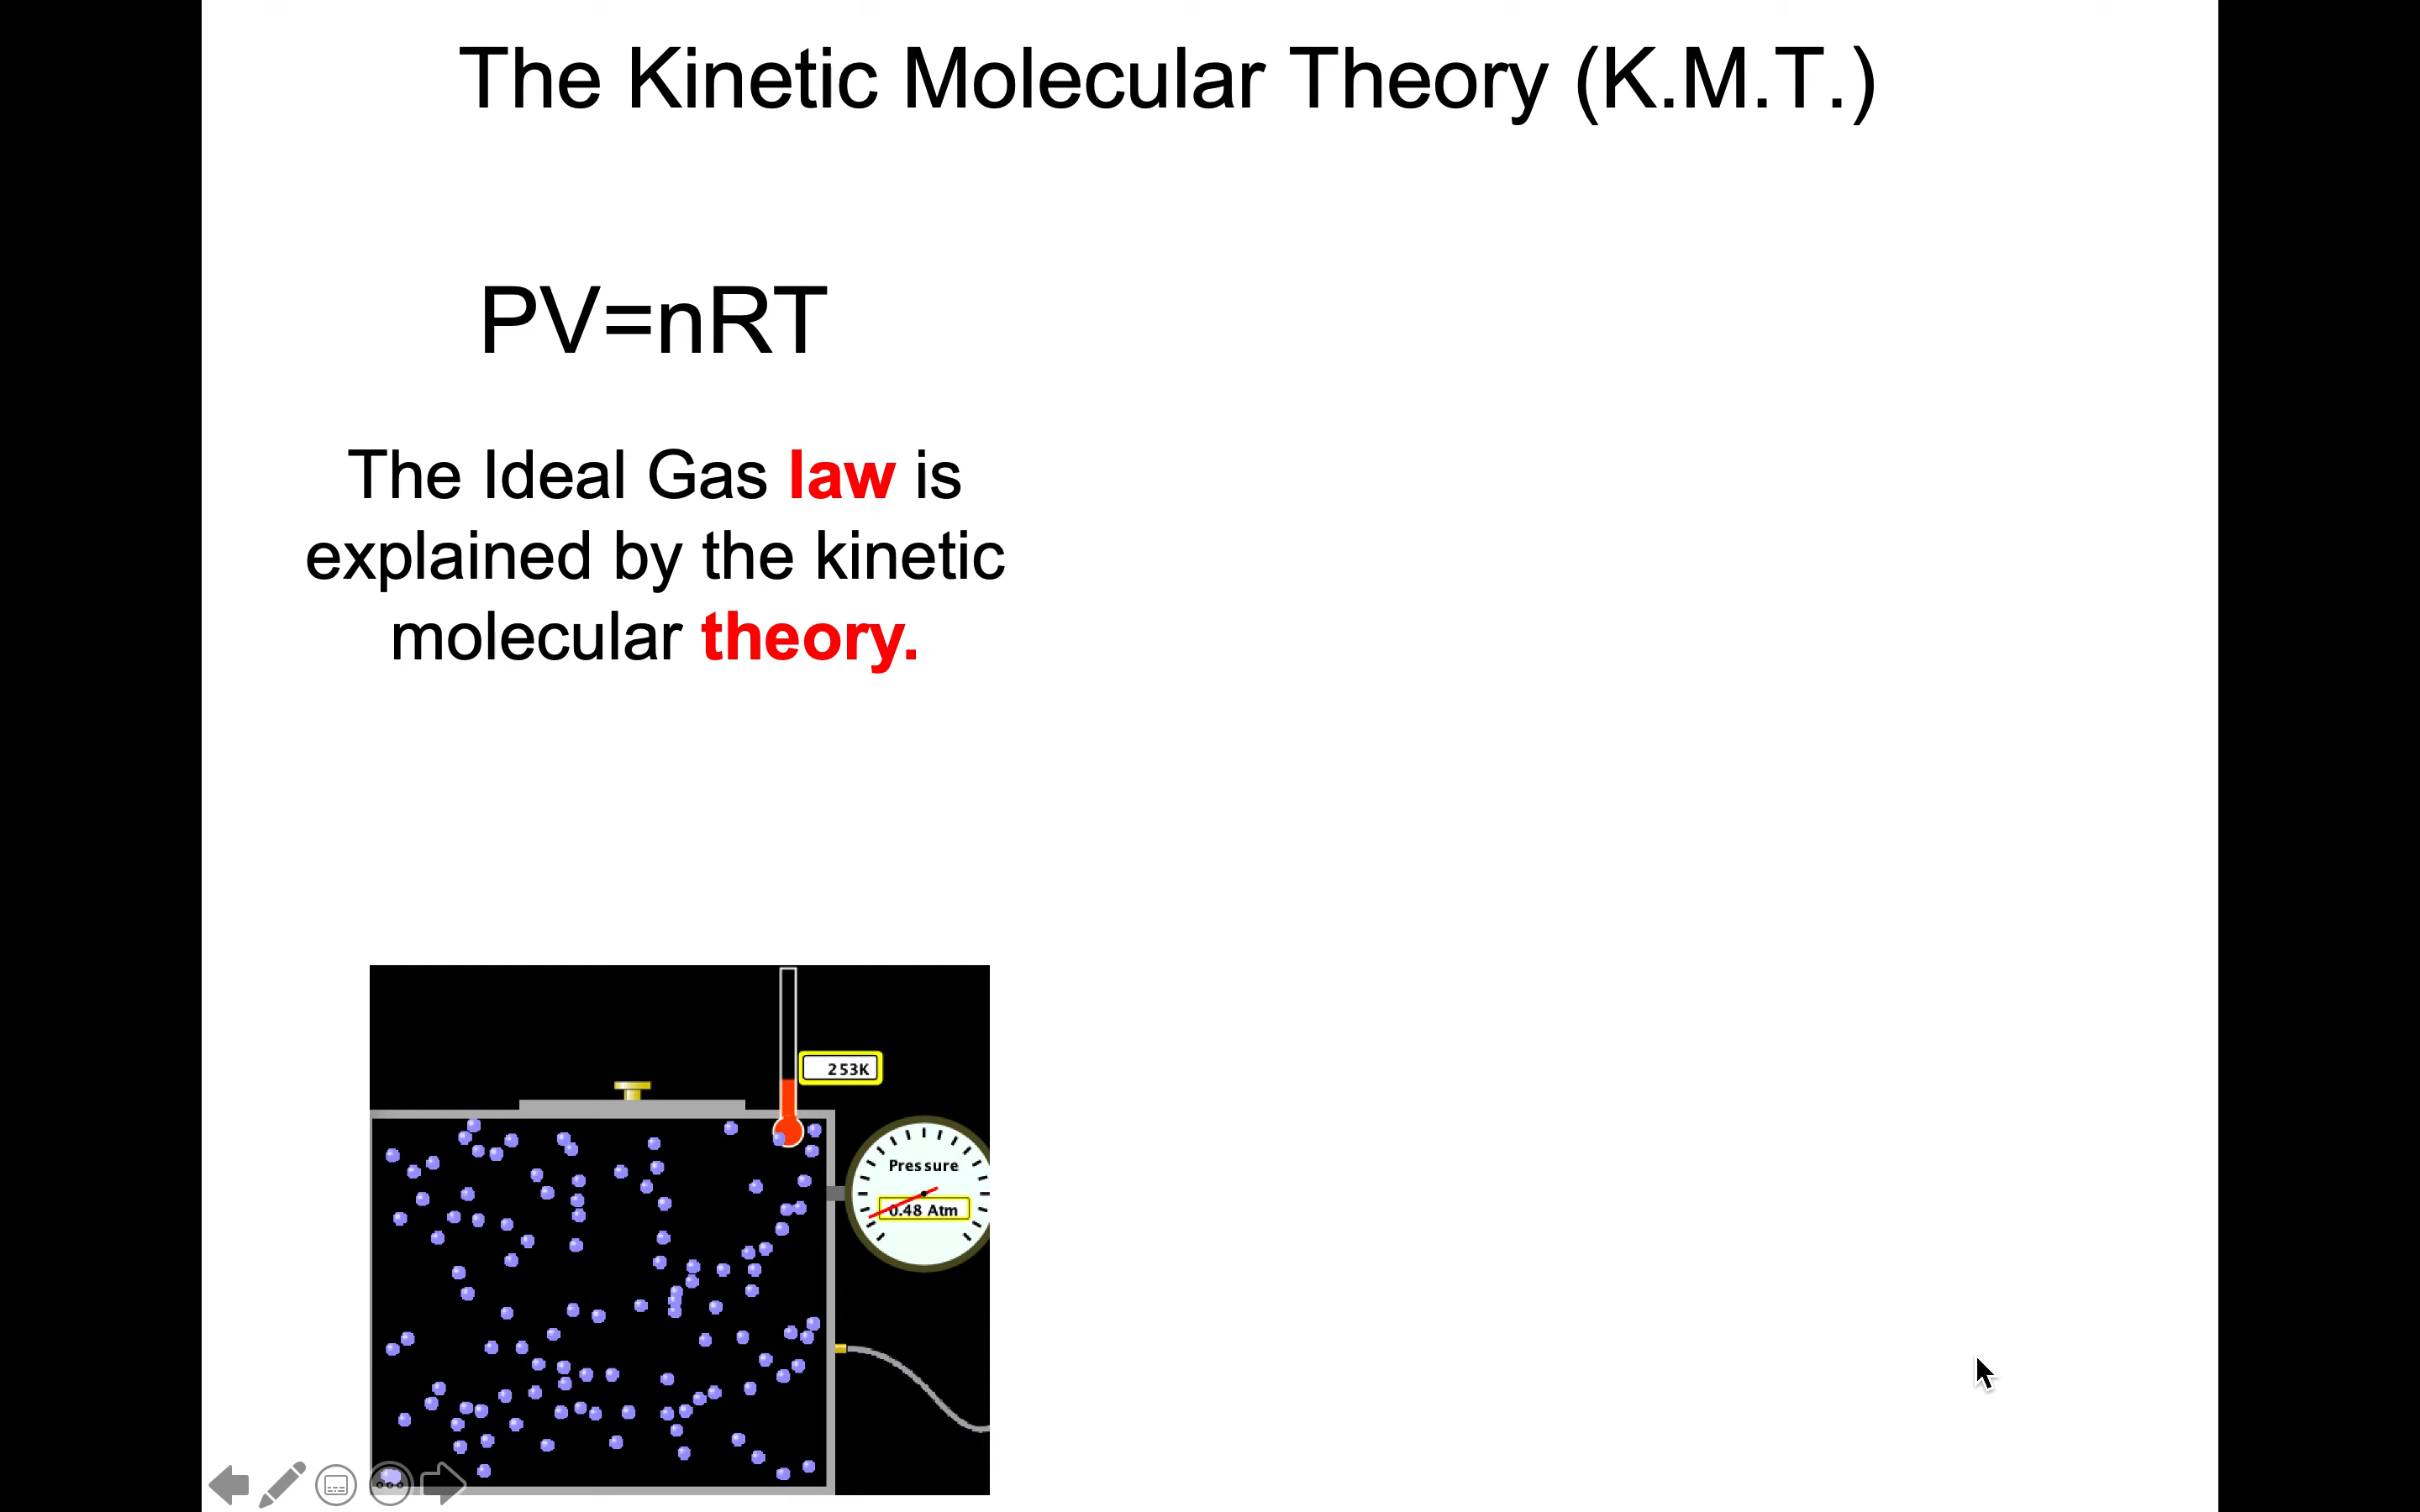 The Kinetic Molecular Theory (K.M.T.)
PV=nRT
The Ideal Gas law is
explained by the kinetic
molecular theory.
253K
Pressure
0.48 Atm